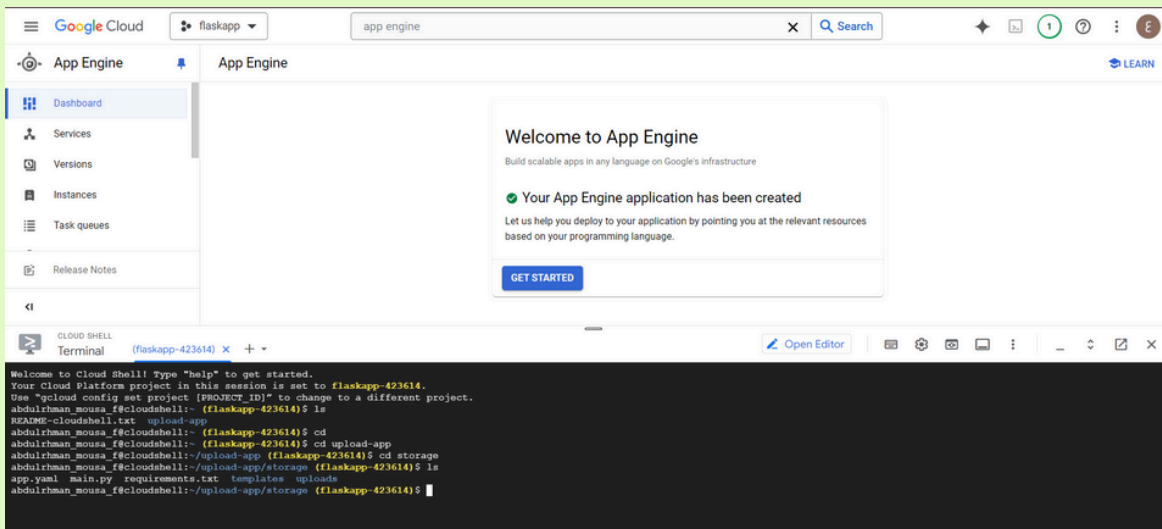 Google Cloud
flaskapp
app engine
Search
1
ع
App Engine
App Engine
LEARN
Dashboard
Services
Versions
Instances
Task queues
Release Notes
Welcome to App Engine
Build scalable apps in any language on Google's infrastructure
Your App Engine application has been created
Let us help you deploy to your application by pointing you at the relevant resources
based on your programming language.
GET STARTED
CLOUD SHELL
Terminal
(flaskapp-423614)
Open Editor
Welcome to Cloud Shell! Type "help" to get started.
Your Cloud Platform project in this session is set to flaskapp-423614.
Use "gcloud config set project [PROJECT_ID]" to change to a different project.
abdulrhman_mousa_f@cloudshell:~ (flaskapp-423614)$ ls
README-cloudshell.txt upload-app
abdulrhman_mousa_f@cloudshell:~ (flaskapp-423614)$ cd
abdulrhman_mousa_f@cloudshell:~ (flaskapp-423614)$ cd upload-app
abdulrhman_mousa_f@cloudshell:~/upload-app (flaskapp-423614)$ cd storage
abdulrhman_mousa_f@cloudshell:~/upload-app/storage (flaskapp-423614)$ ls
app.yaml main.py requirements.txt templates uploads
abdulrhman_mousa_f@cloudshell:~/upload-app/storage (flaskapp-423614)$